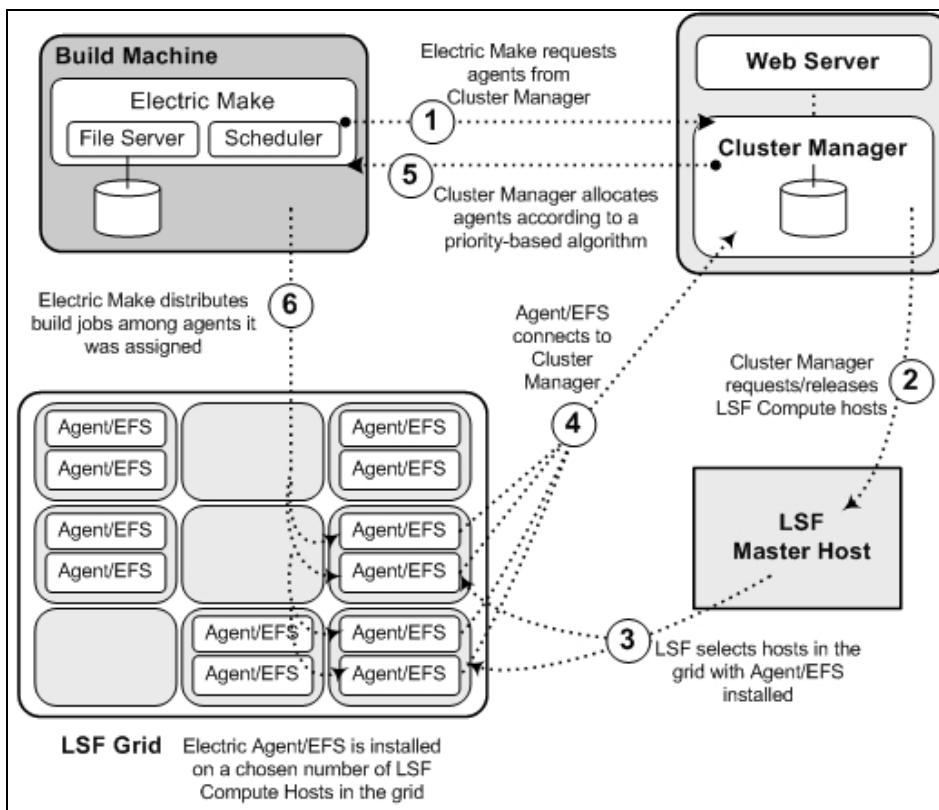 Build Machine
Electric Make
File Server
Scheduler
Electric Make requests
agents from
Cluster Manager
1
5
Cluster Manager allocates
agents according to a
priority-based algorithm
Web Server
Cluster Manager
Electric Make distributes
build jobs among agents it
was assigned
6
Agent/EFS
connects to
Cluster
Manager
4
Cluster Manager
requests/releases
LSF Compute hosts
2
Agent/EFS
Agent/EFS
Agent/EFS
Agent/EFS
Agent/EFS
Agent/EFS
Agent/EFS
Agent/EFS
Agent/EFS
Agent/EFS
Agent/EFS
Agent/EFS
LSF
Master Host
3
LSF selects hosts in the
grid with Agent/EFS
installed
LSF Grid
Electric Agent/EFS is installed
on a chosen number of LSF
Compute Hosts in the grid